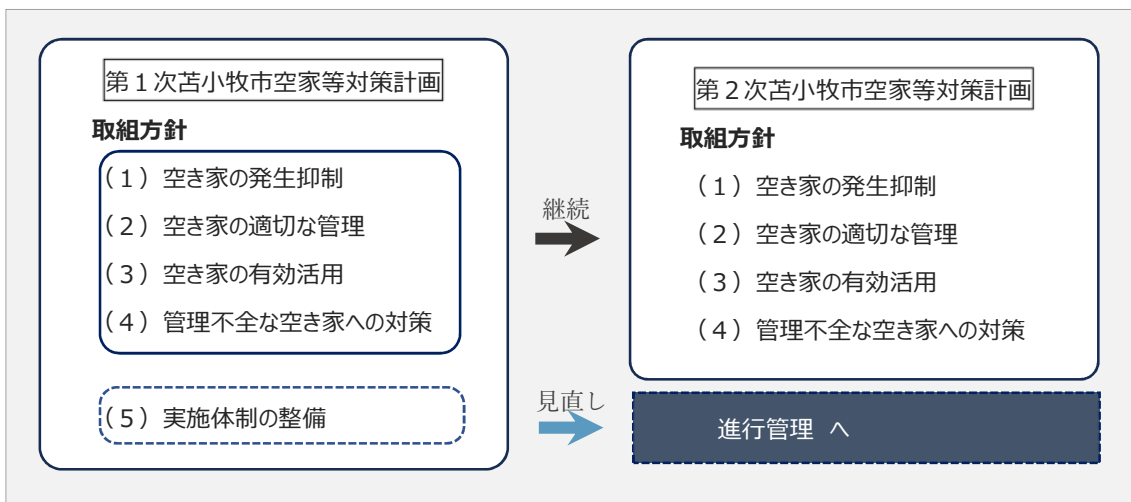 第１次苫小牧市空家等対策計画
取組方針
（１）空き家の発生抑制
（２）空き家の適切な管理
（３）空き家の有効活用
（４）管理不全な空き家への対策
（５）実施体制の整備
継続
見直し
第２次苫小牧市空家等対策計画
取組方針
（１）空き家の発生抑制
（２）空き家の適切な管理
（３）空き家の有効活用
（４）管理不全な空き家への対策
進行管理 へ